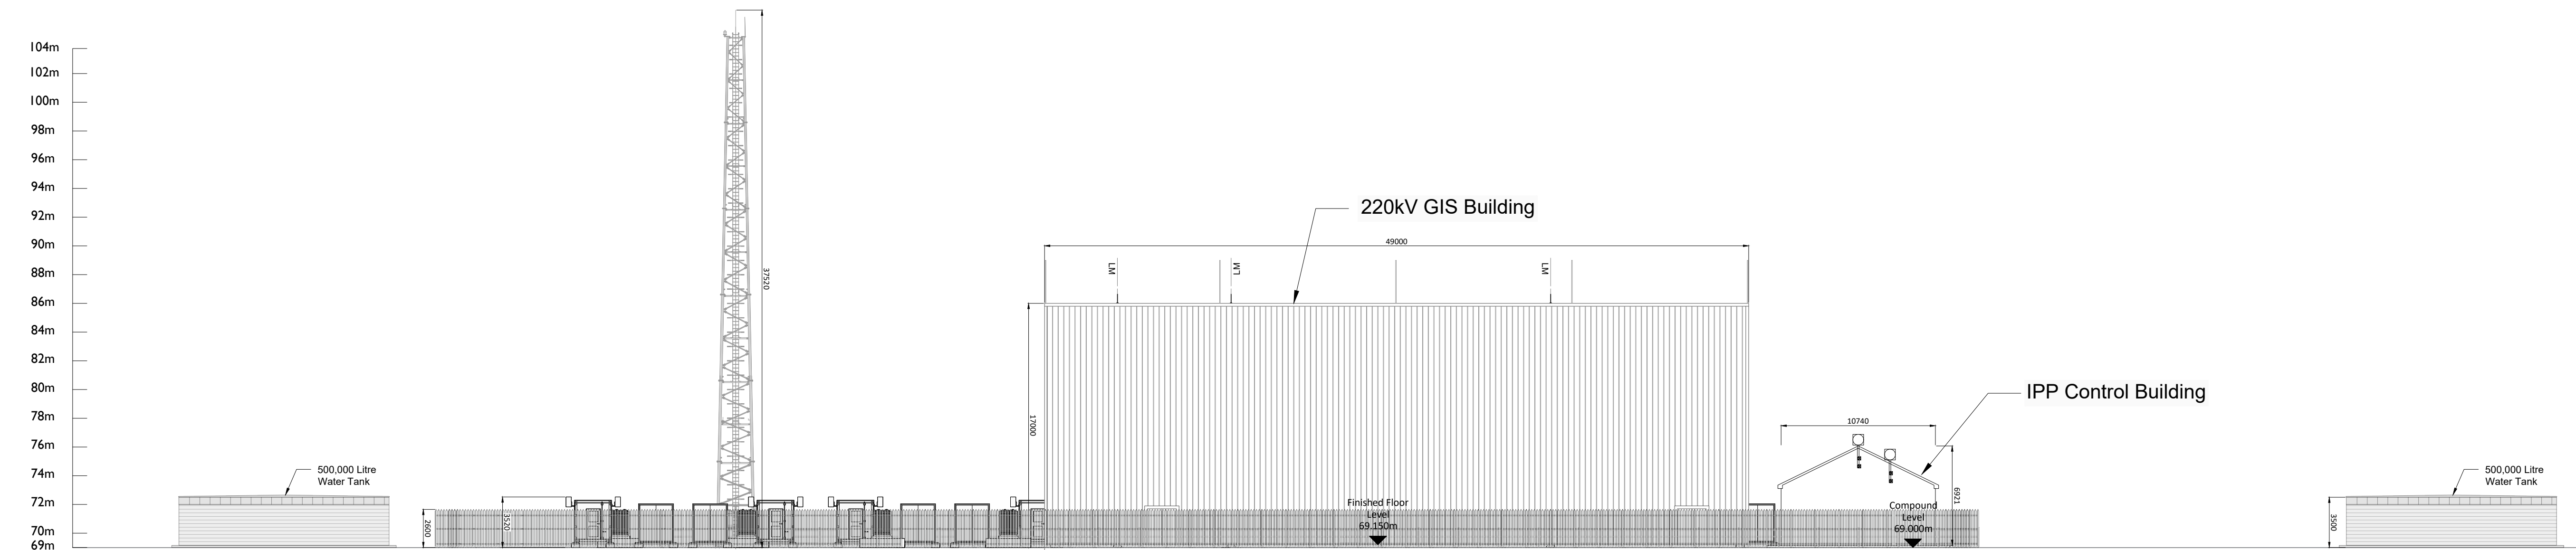 104m
102m
100m
98m
96m
94m
92m
90m
88m
86m
84m
82m
80m
78m
76m
74m
72m
70m
69m
500,000 Litre
Water Tank
2600
3520
37520
17000
49000
LM
LM
LM
220kV GIS Building
Finished Floor
Level
69.150m
10740
IPP Control Building
6921
Compound
Level
69.000m
3500
500,000 Litre
Water Tank